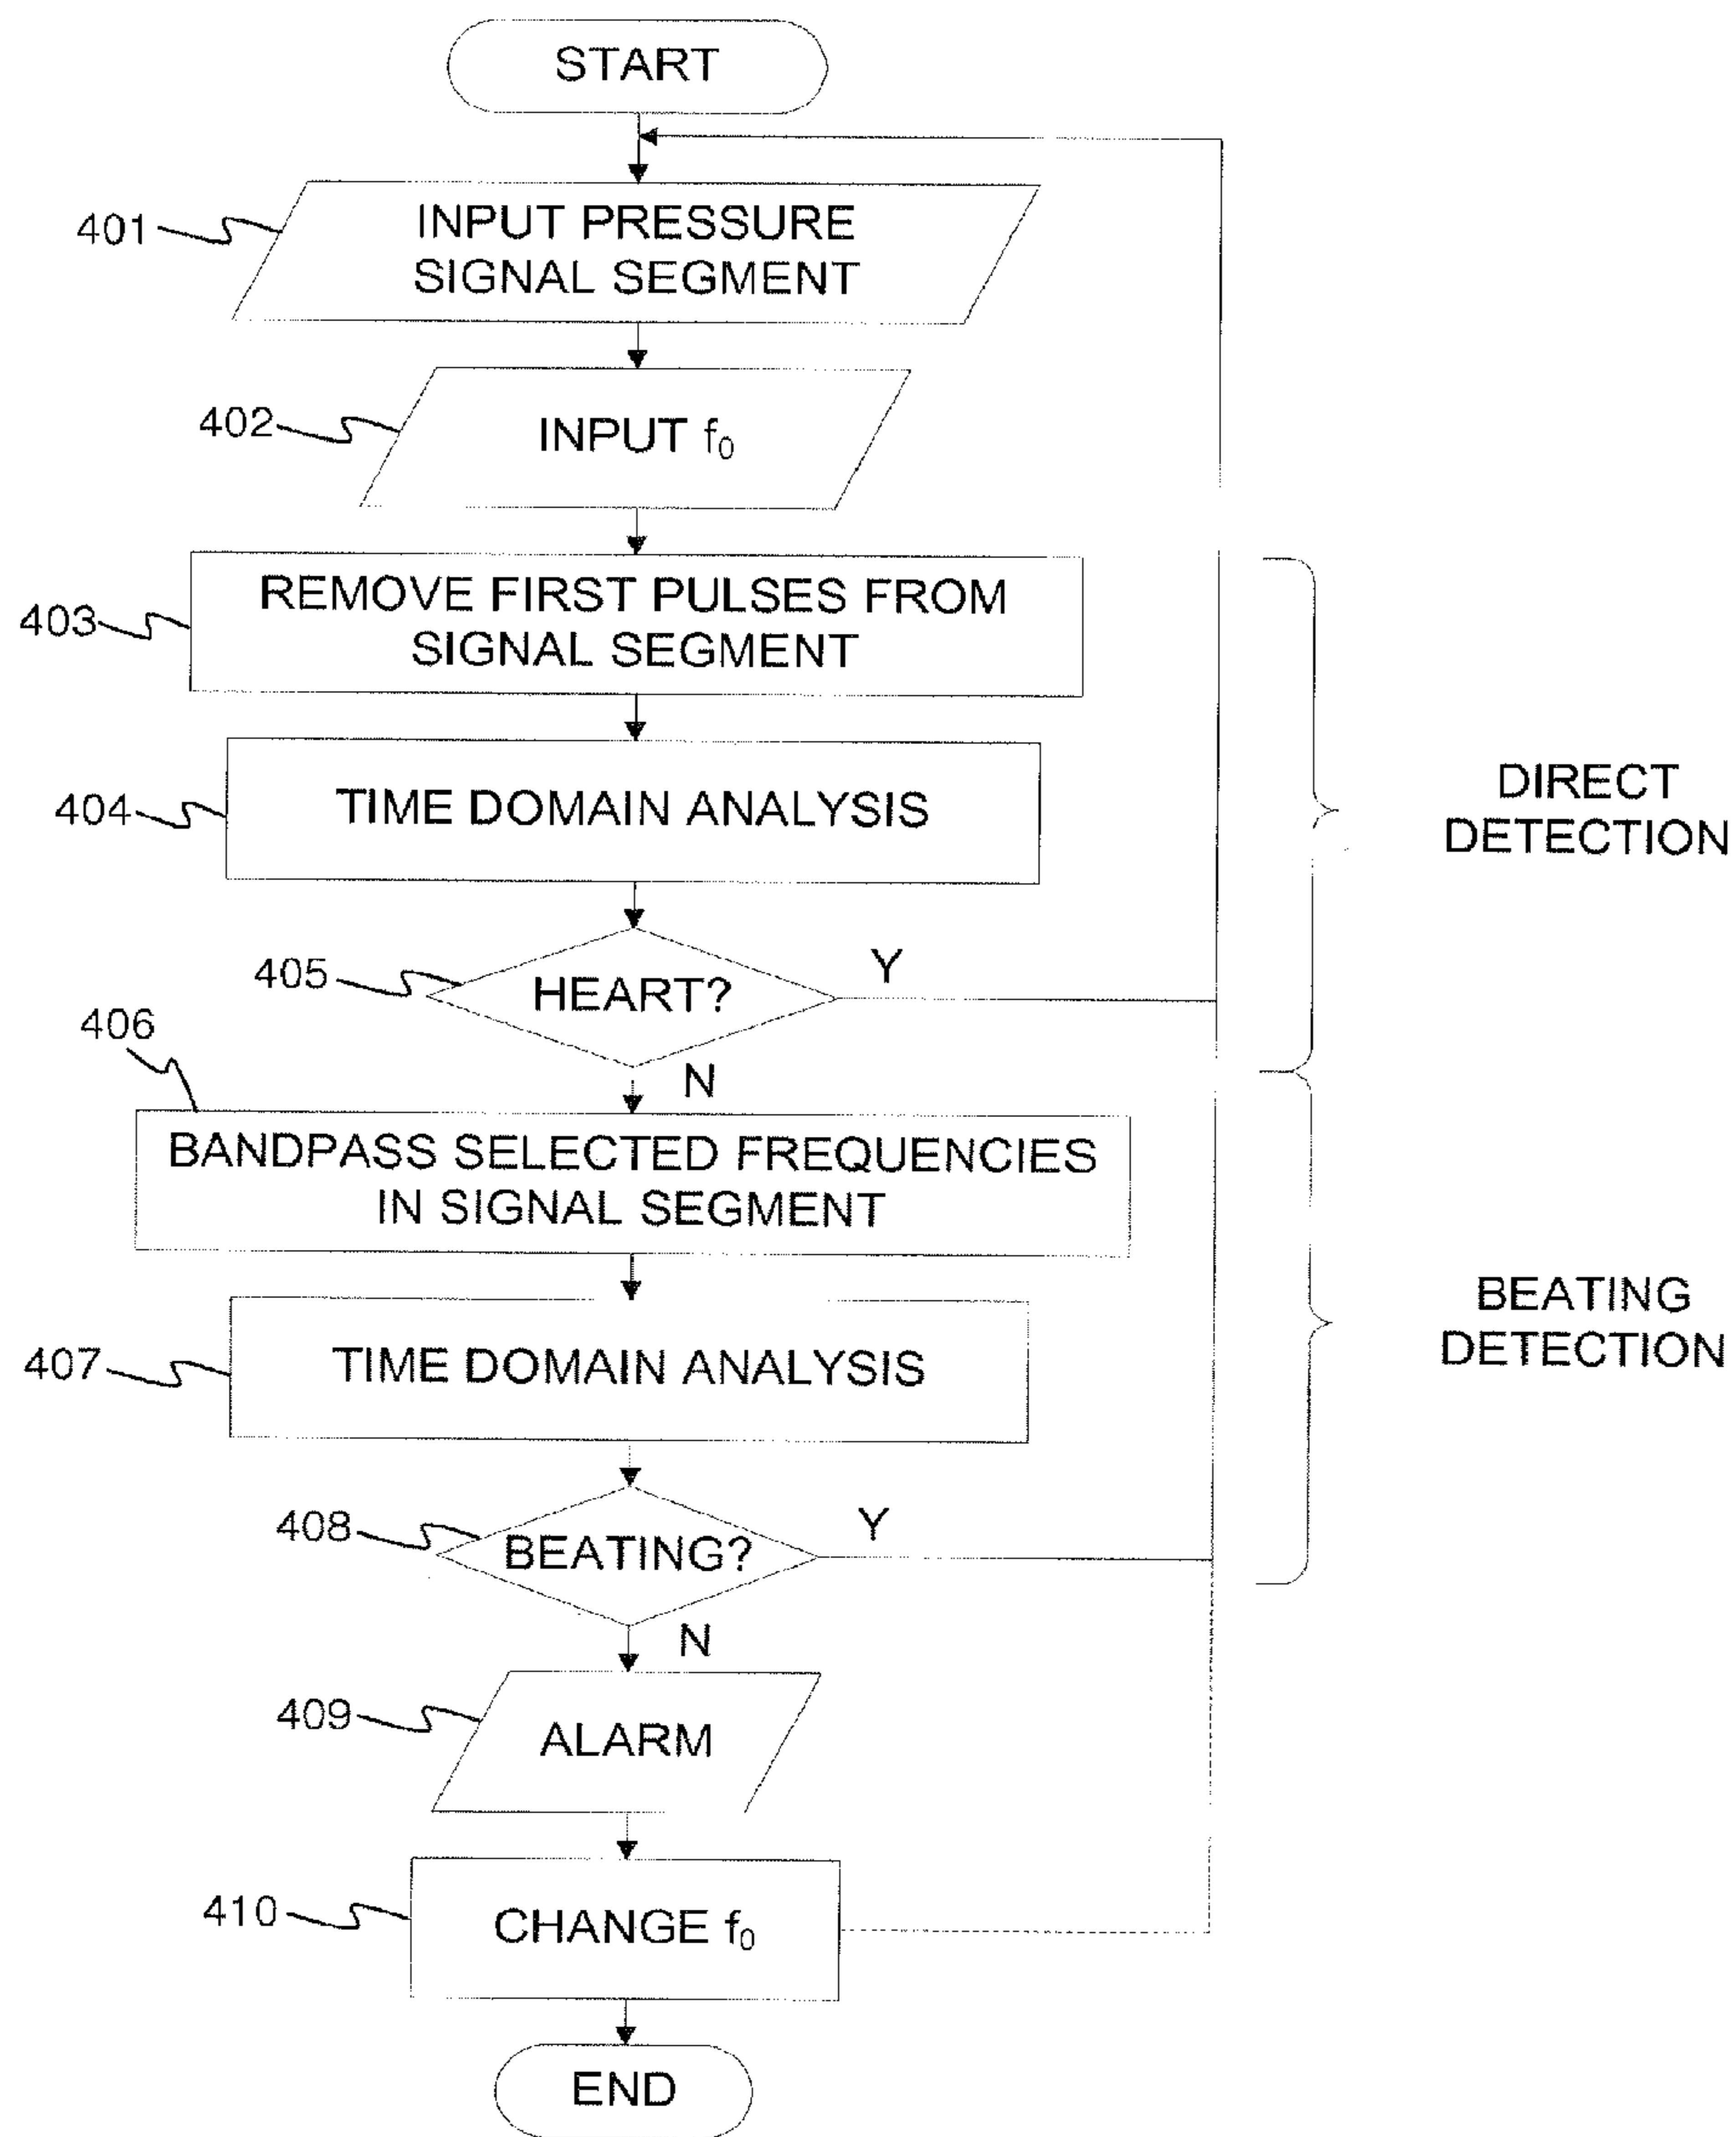 START
401
INPUT PRESSURE
SIGNAL SEGMENT
402
INPUT f₀
403
REMOVE FIRST PULSES FROM
SIGNAL SEGMENT
404
TIME DOMAIN ANALYSIS
DIRECT
DETECTION
405
HEART?
Y
N
406
BANDPASS SELECTED FREQUENCIES
IN SIGNAL SEGMENT
407
TIME DOMAIN ANALYSIS
BEATING
DETECTION
408
BEATING?
Y
N
409
ALARM
410
CHANGE f₀
END